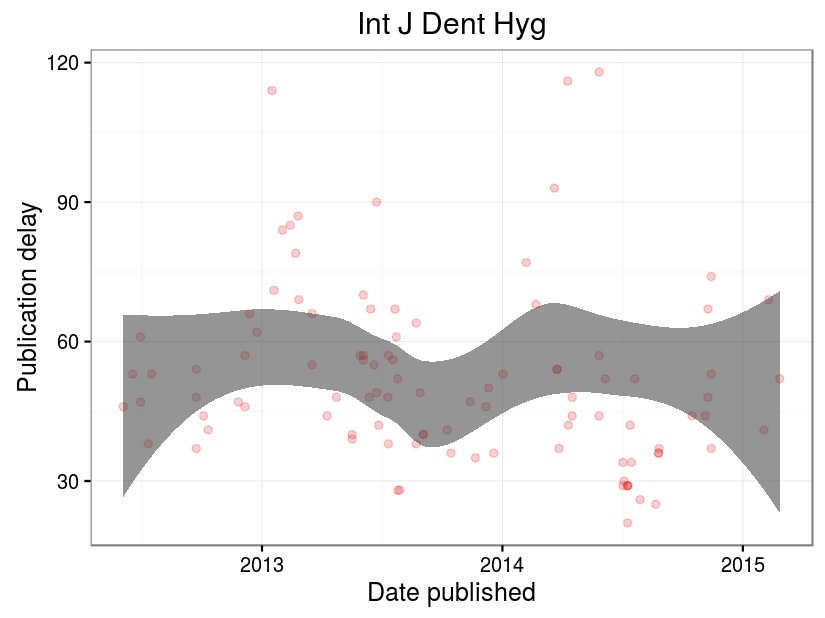 Int J Dent Hyg
120
90
60
30
Publication delay
2013
2014
2015
Date published